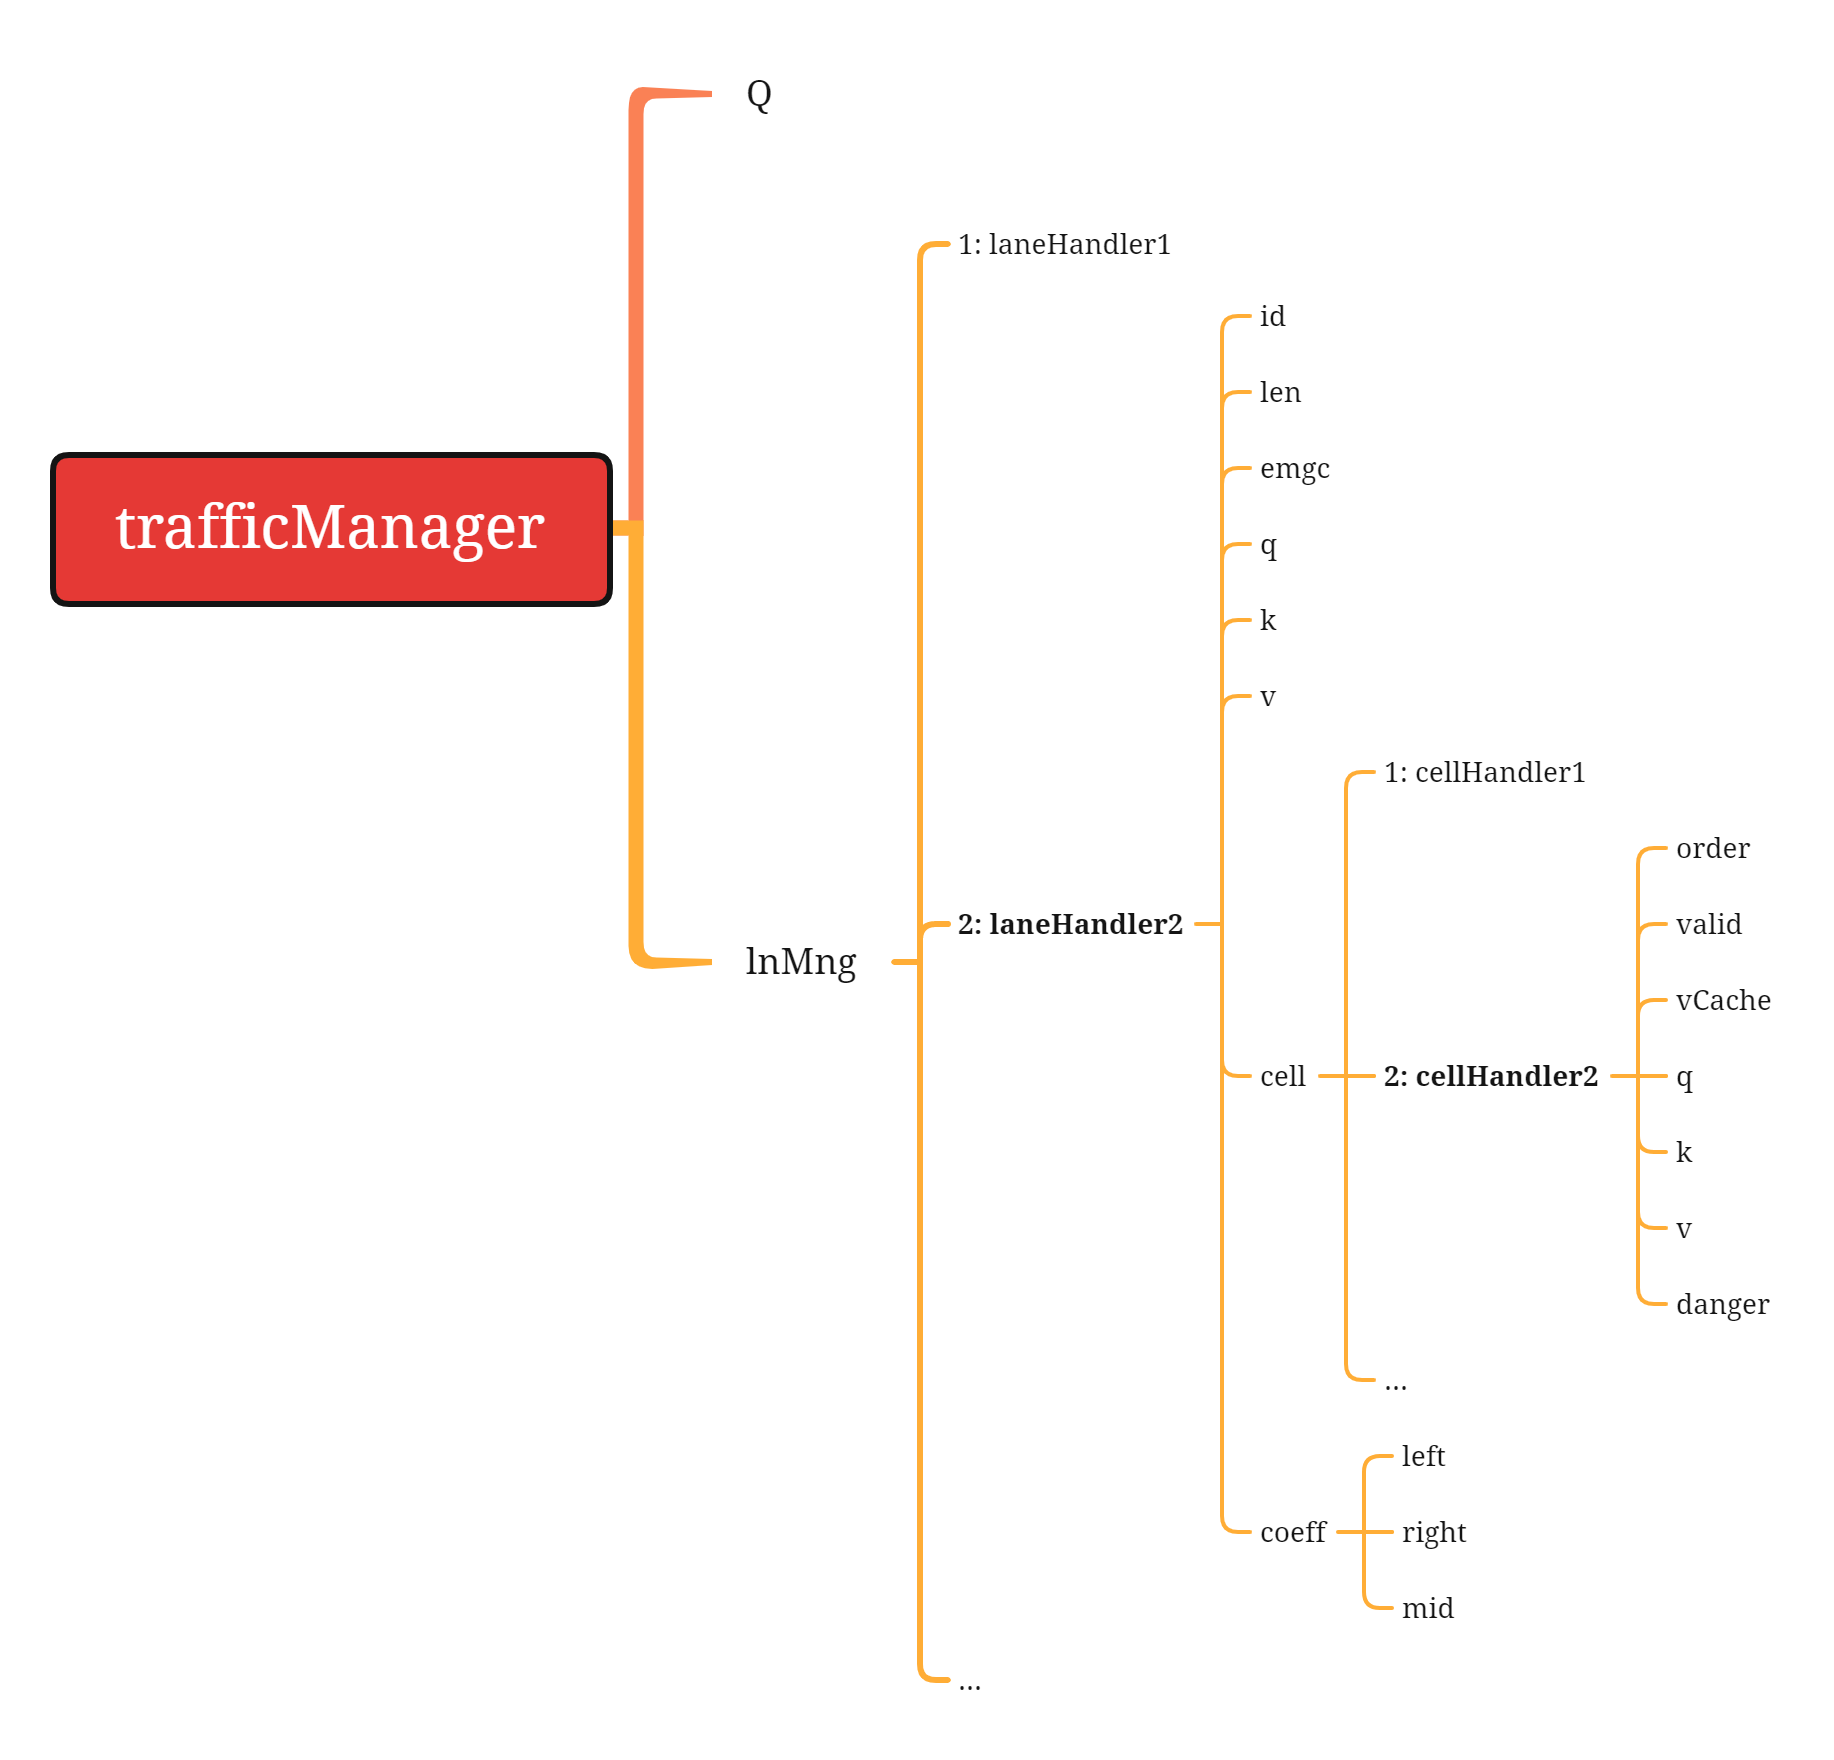 trafficManager
Q
lnMng
1: laneHandler1
2: laneHandler2
id
len
emgc
q
k
v
cell
1: cellHandler1
2: cellHandler2
order
valid
vCache
q
k
v
danger
...
coeff
left
right
mid
...